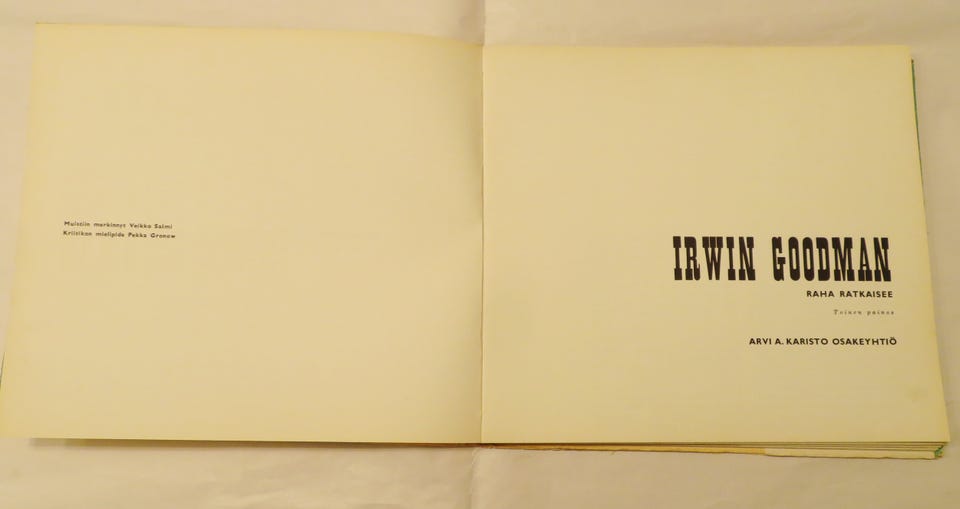 Muistiin merkinnyt Veikko Salmi
Kriitikon mielipide Pekka Gronow
IRWIN GOODMAN
RAHA RATKAISEE
Toinen painos
ARVI A. KARISTO OSAKEYHTIÖ